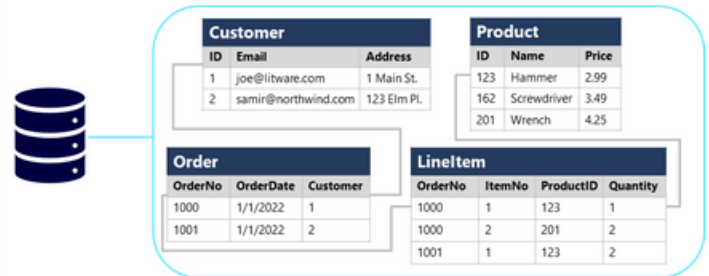 Customer
ID Email Address
1 joe@litware.com 1 Main St.
2 samir@northwind.com 123 Elm Pl.
Product
ID Name Price
123 Hammer 2.99
162 Screwdriver 3.49
201 Wrench 4.25
Order
OrderNo OrderDate Customer
1000 1/1/2022 1
1001 1/1/2022 2
LineItem
OrderNo ItemNo ProductID Quantity
1000 1 123 1
1000 2 201 2
1001 1 123 2